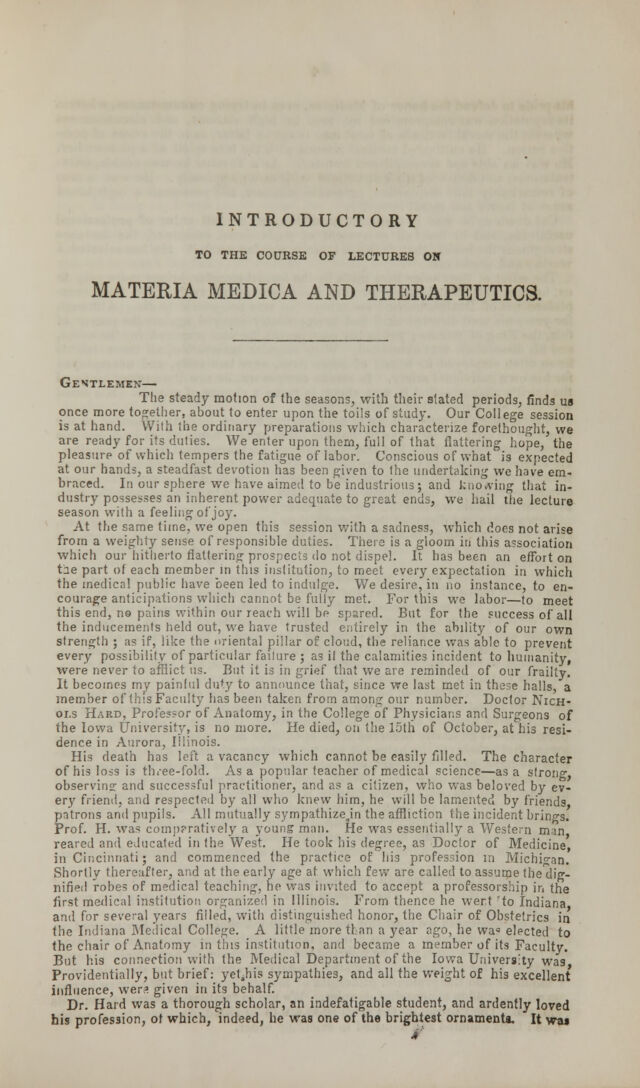 INTRODUCTORY
TO THE COURSE OF LECTURES ON
MATERIA MEDICA AND THERAPEUTICS.
GENTLEMEN—
The steady motion of the seasons, with their stated periods, finds us
once more together, about to enter upon the toils of study. Our College session
is at hand. With the ordinary preparations which characterize forethought, we
are ready for its duties. We enter upon them, full of that flattering hope, the
pleasure of which tempers the fatigue of labor. Conscious of what is expected
at our hands, a steadfast devotion has been given to the undertaking we have em-
braced. In our sphere we have aimed to be industrious; and knowing that in-
dustry possesses an inherent power adequate to great ends, we hail the lecture
season with a feeling of joy.
At the same time, we open this session with a sadness, which does not arise
from a weighty sense of responsible duties. There is a gloom in this association
which our hitherto flattering prospects do not dispel. It has been an effort on
the part of each member in this institution, to meet every expectation in which
the medical public have been led to indulge. We desire, in no instance, to en-
courage anticipations which cannot be fully met. For this we labor—to meet
this end, no pains within our reach will be spared. But for the success of all
the inducements held out, we have trusted entirely in the ability of our own
strength; as if, like the oriental pillar of cloud, the reliance was able to prevent
every possibility of particular failure; as if the calamities incident to humanity,
were never to afflict us. But it is in grief that we are reminded of our frailty.
It becomes my painful duty to announce that, since we last met in these halls, a
member of this Faculty has been taken from among our number. Doctor NICH-
OLS HARD, Professor of Anatomy, in the College of Physicians and Surgeons of
the Iowa University, is no more. He died, on the 15th of October, at his resi-
dence in Aurora, Illinois.
His death has left a vacancy which cannot be easily filled. The character
of his loss is three-fold. As a popular teacher of medical science—as a strong,
observing and successful practitioner, and as a citizen, who was beloved by ev-
ery friend, and respected by all who knew him, he will be lamented by friends,
patrons and pupils. All mutually sympathize in the affliction the incident brings.
Prof. H. was comparatively a young man. He was essentially a Western man,
reared and educated in the West. He took his degree, as Doctor of Medicine,
in Cincinnati; and commenced the practice of his profession in Michigan.
Shortly thereafter, and at the early age at which few are called to assume the dig-
nified robes of medical teaching, he was invited to accept a professorship in the
first medical institution organized in Illinois. From thence he went to Indiana,
and for several years filled, with distinguished honor, the Chair of Obstetrics in
the Indiana Medical College. A little more than a year ago, he was elected to
the chair of Anatomy in this institution, and became a member of its Faculty.
But his connection with the Medical Department of the Iowa University was,
Providentially, but brief: yet his sympathies, and all the weight of his excellent
influence, were given in its behalf.
Dr. Hard was a thorough scholar, an indefatigable student, and ardently loved
his profession, of which, indeed, he was one of the brightest ornaments. It was